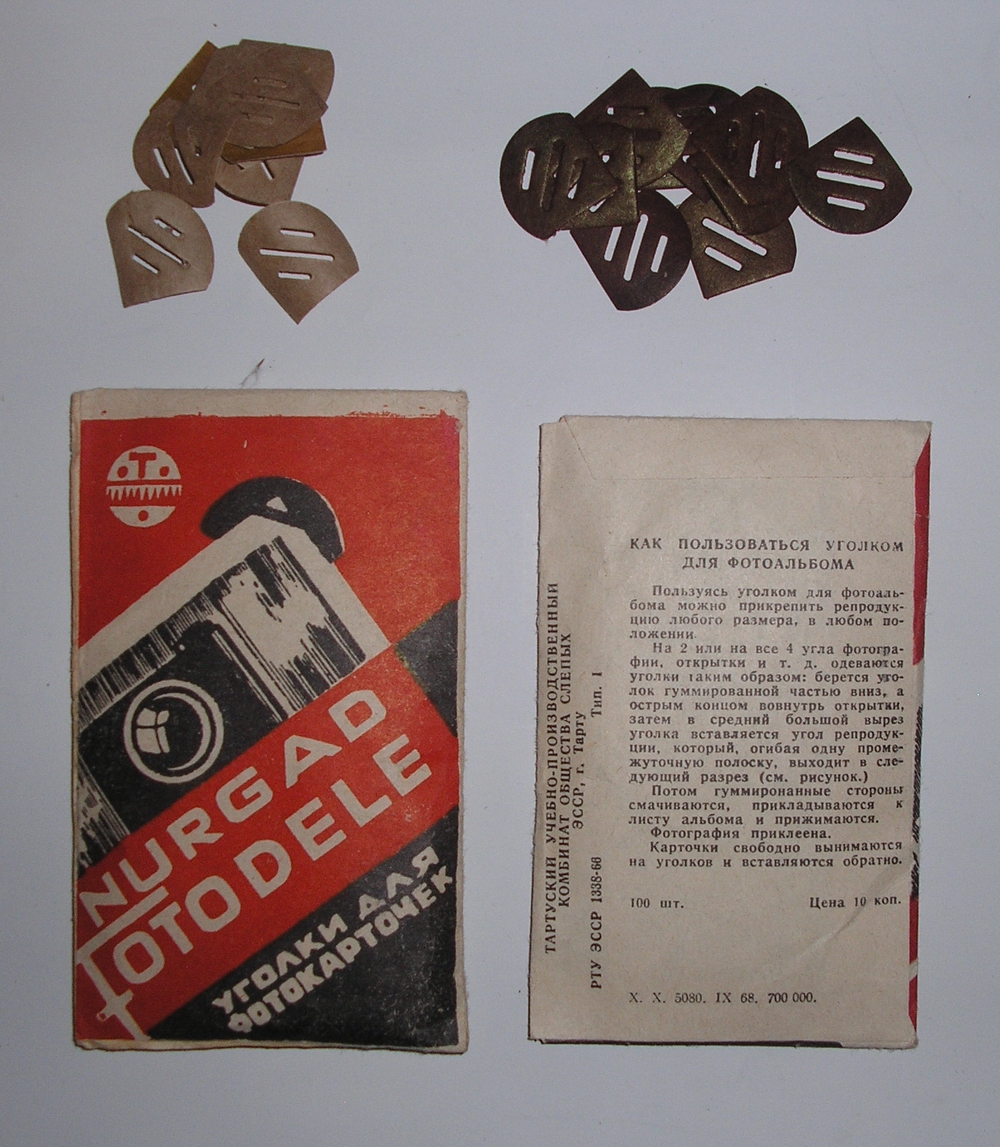 NURGAD
FOTODELE
УГОЛКИ ДЛЯ
ФОТОКАРТОЧЕК
ТАРТУСКИЙ УЧЕБНО-ПРОИЗВОДСТВЕННЫЙ
КОМБИНАТ ОБЩЕСТВА СЛЕПЫХ
ЭССР, г. Тарту
РТУ ЭССР 1338-66 Тип. 1
КАК ПОЛЬЗОВАТЬСЯ УГОЛКОМ
ДЛЯ ФОТОАЛЬБОМА
Пользуясь уголком для фотоаль-
бома можно прикрепить репродук-
цию любого размера, в любом по-
ложении.
На 2 или на все 4 угла фотогра-
фии, открытки и т. д. одеваются
уголки таким образом: берется уго-
лок гуммированной частью вниз, а
острым концом вовнутрь открытки,
затем в средний большой вырез
уголка вставляется угол репродук-
ции, который, огибая одну проме-
жуточную полоску, выходит в сле-
дующий разрез (см. рисунок.)
Потом гуммированные стороны
смачиваются, прикладываются к
листу альбома и прижимаются.
Фотография приклеена.
Карточки свободно вынимаются
на уголков и вставляются обратно.
100 шт. Цена 10 коп.
X. X. 5080. IX 68. 700 000.